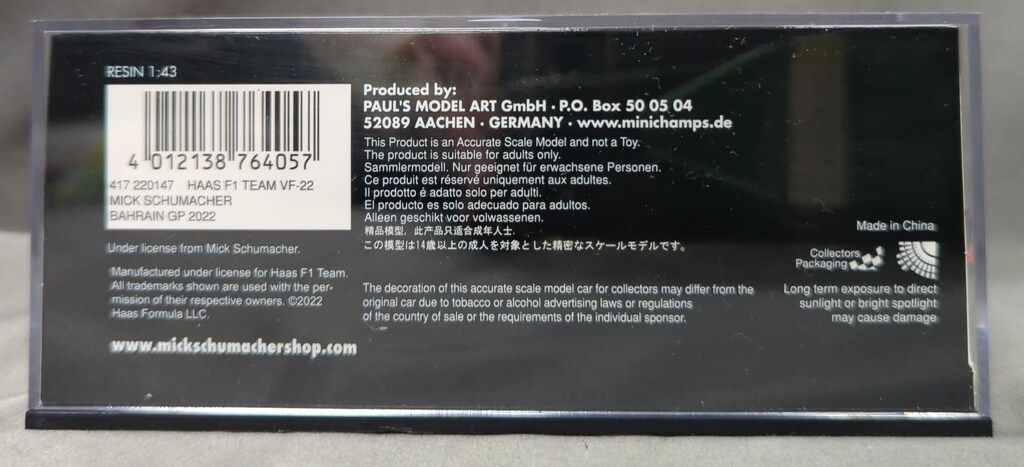 RESIN 1:43
4 012138 764057
417 220147 HAAS F1 TEAM VF-22
MICK SCHUMACHER
BAHRAIN GP 2022
Under license from Mick Schumacher.
Manufactured under license for Haas F1 Team.
All trademarks shown are used with the per-
mission of their respective owners. ©2022
Haas Formula LLC.
www.mickschumachershop.com
Produced by:
PAUL'S MODEL ART GmbH · P.O. Box 50 05 04
52089 AACHEN · GERMANY · www.minichamps.de
This Product is an Accurate Scale Model and not a Toy.
The product is suitable for adults only.
Sammlermodell. Nur geeignet für erwachsene Personen.
Ce produit est réservé uniquement aux adultes.
Il prodotto é adatto solo per adulti.
El producto es solo adecuado para adultos.
Alleen geschikt voor volwassenen.
精品模型，此产品只适合成年人士.
この模型は14歳以上の成人を対象とした精密なスケールモデルです。
The decoration of this accurate scale model car for collectors may differ from the
original car due to tobacco or alcohol advertising laws or regulations
of the country of sale or the requirements of the individual sponsor.
Made in China
Collectors
Packaging
Long term exposure to direct
sunlight or bright spotlight
may cause damage